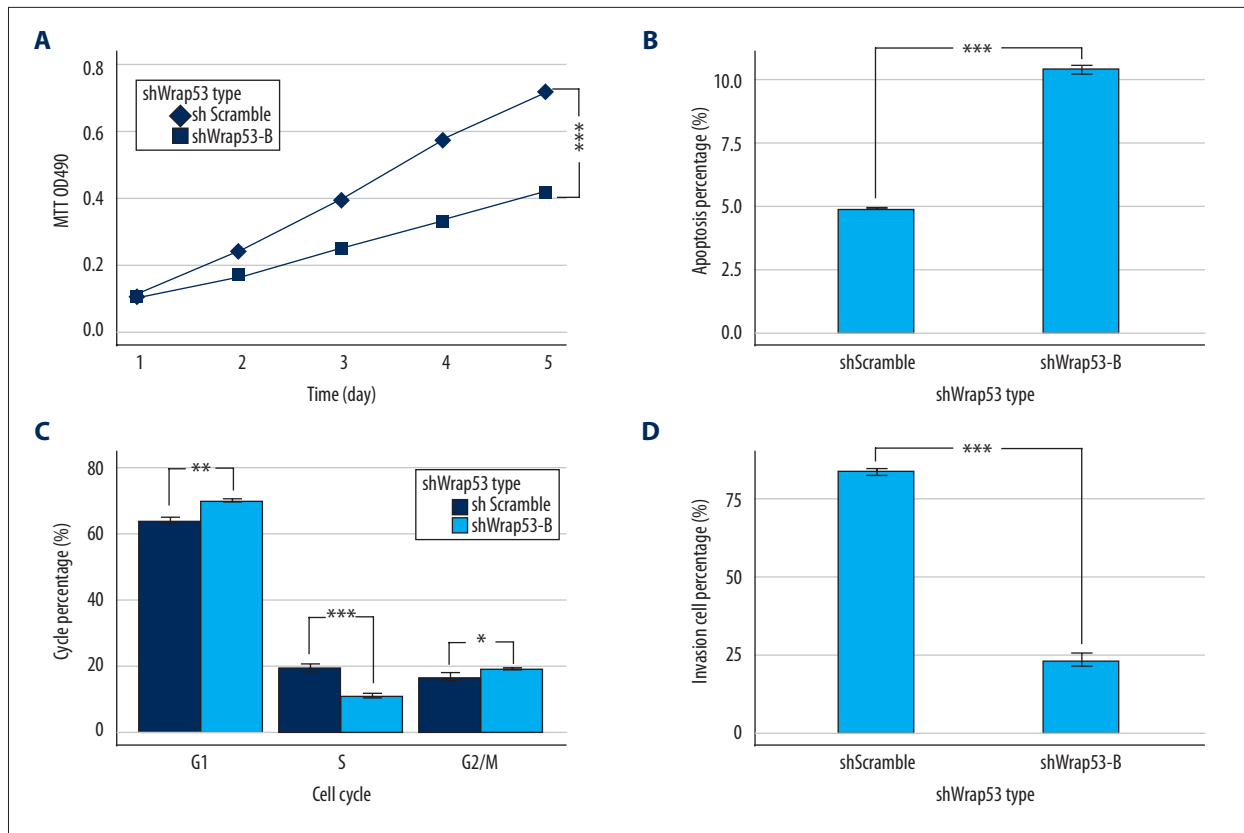 A
MTT OD490
0.8
0.6
0.4
0.2
0.0
shWrap53 type
sh Scramble
shWrap53-B
***
1 2 3 4 5
Time (day)
B
Apoptosis percentage (%)
10.0
7.5
5.0
2.5
0.0
***
shScramble shWrap53-B
shWrap53 type
C
Cycle percentage (%)
80
60
40
20
0
shWrap53 type
sh Scramble
shWrap53-B
**
***
*
G1 S G2/M
Cell cycle
D
Invasion cell percentage (%)
75
50
25
0
***
shScramble shWrap53-B
shWrap53 type